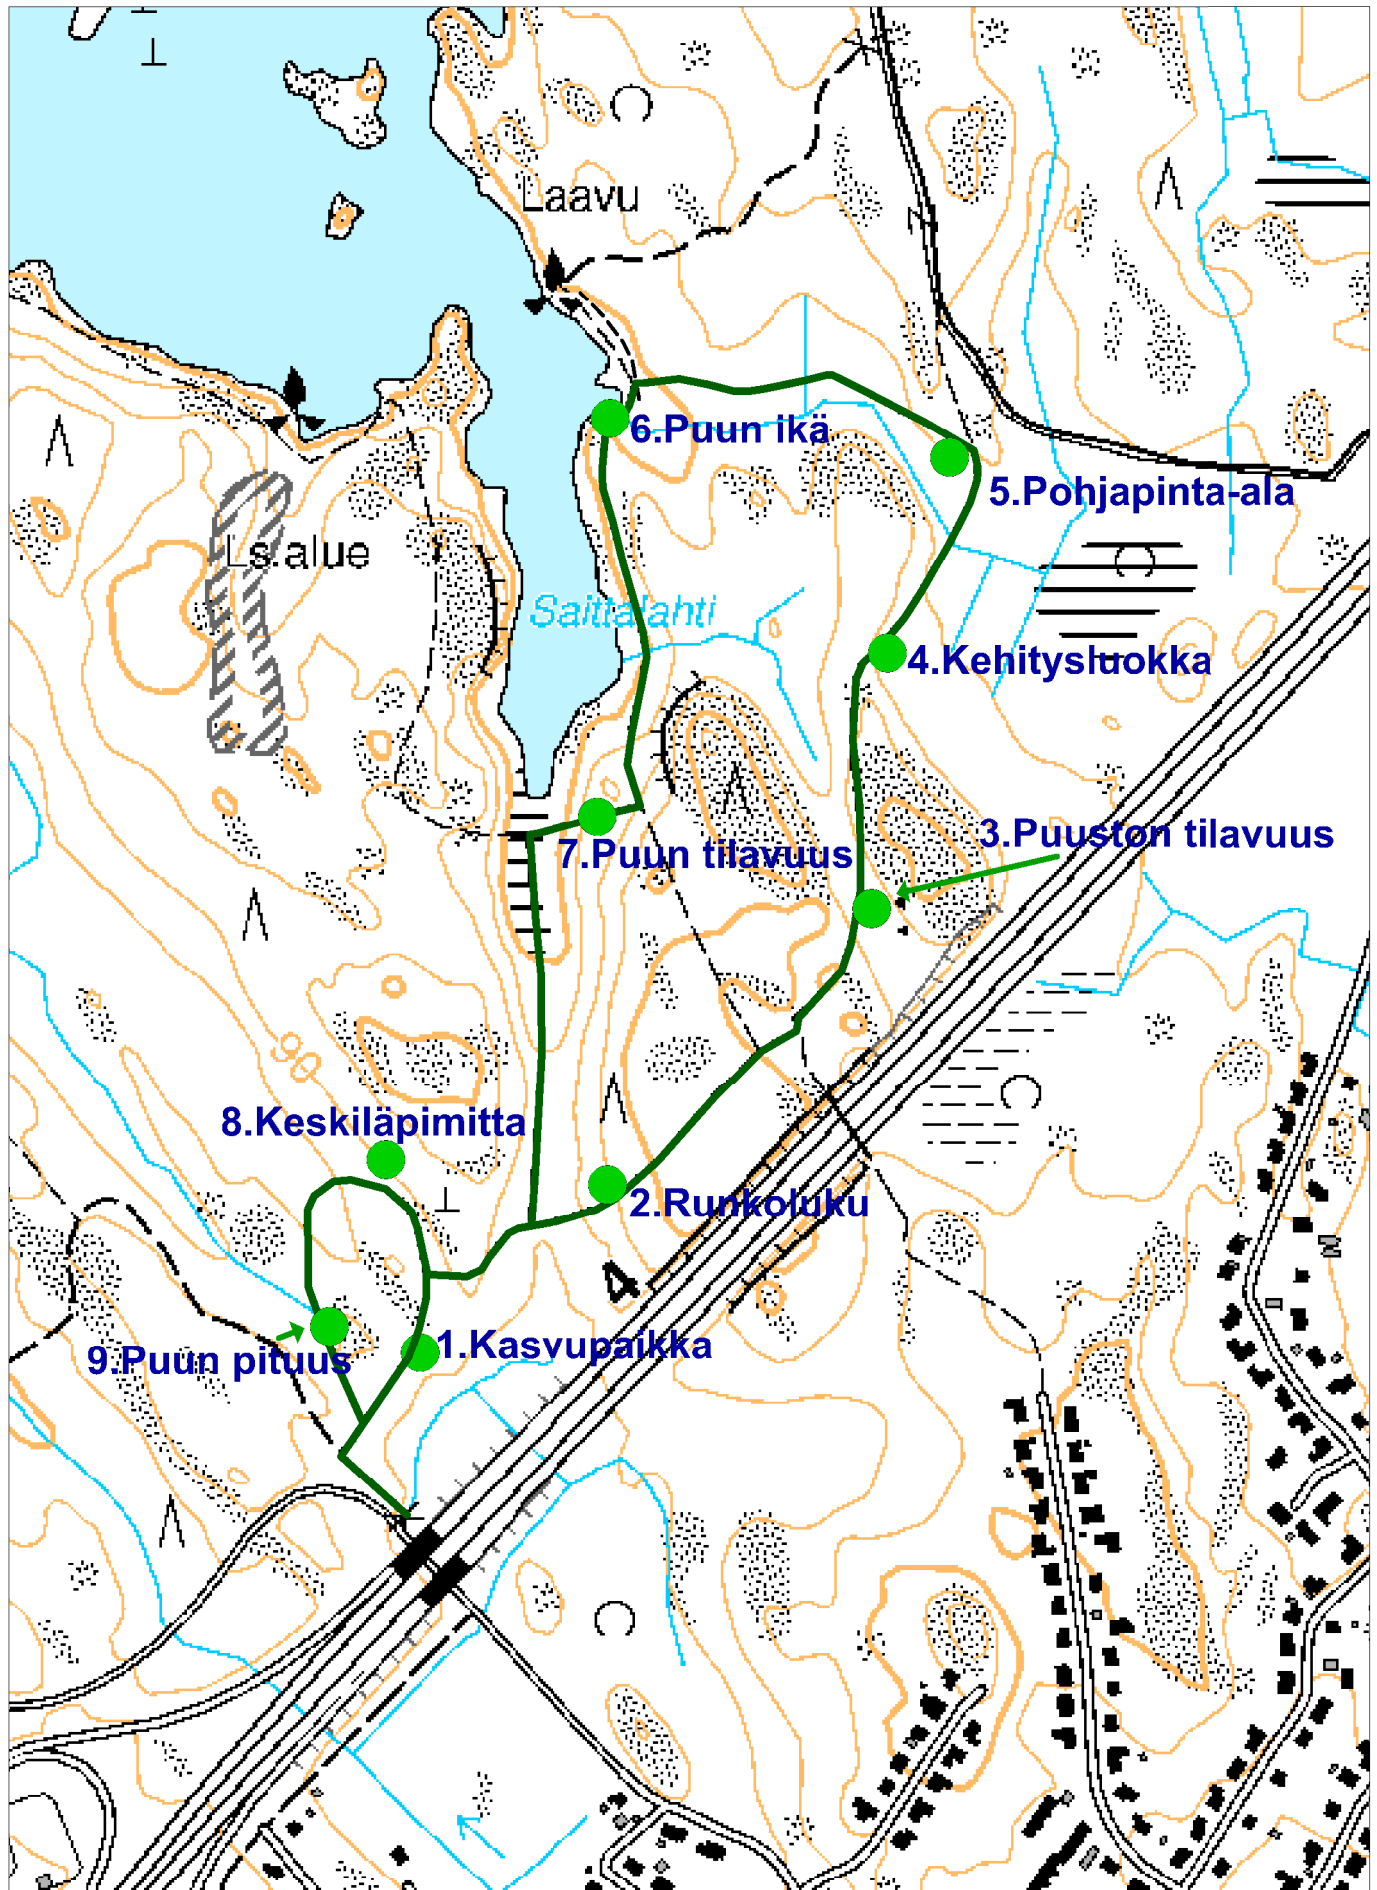 Laavu
6.Puun ikä
5.Pohjapinta-ala
Ls.alue
Saittalahti
4.Kehitysluokka
3.Puuston tilavuus
7.Puun tilavuus
90
8.Keskiläpimitta
2.Runkoluku
4
1.Kasvupaikka
9.Puun pituus